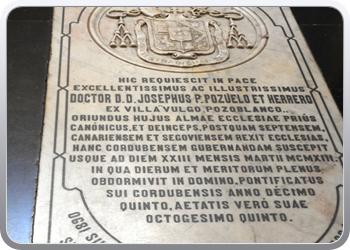 HIC REQUIESCIT IN PACE
EXCELLENTISSIMUS AC ILLUSTRISSIMUS
DOCTOR D.D. JOSEPHUS P. POZUELO ET HERRERO
EX VILLA VULGO, POZOBLANCO
ORIUNDUS HUJUS ALMAE ECCLESIAE PRIÚS
CANÓNICUS, ET DEINCEPS, POSTQUAM SEPTENSEM,
CANARIENSEM ET SEGOVIENSEM REXIT ECCLESIAS,
HANC CORDUBENSEM GUBERNANDAM SUSCEPIT
USQUE AD DIEM XXIII MENSIS MARTII MCMXIII,
IN QUA DIERUM ET MERITORUM PLENUS,
OBDORMIVIT IN DOMINO, PONTIFICATUS
SUI CORDUBENSIS ANNO DÉCIMO
QUINTO, AETATIS VERÓ SUAE
OCTOGESIMO QUINTO.